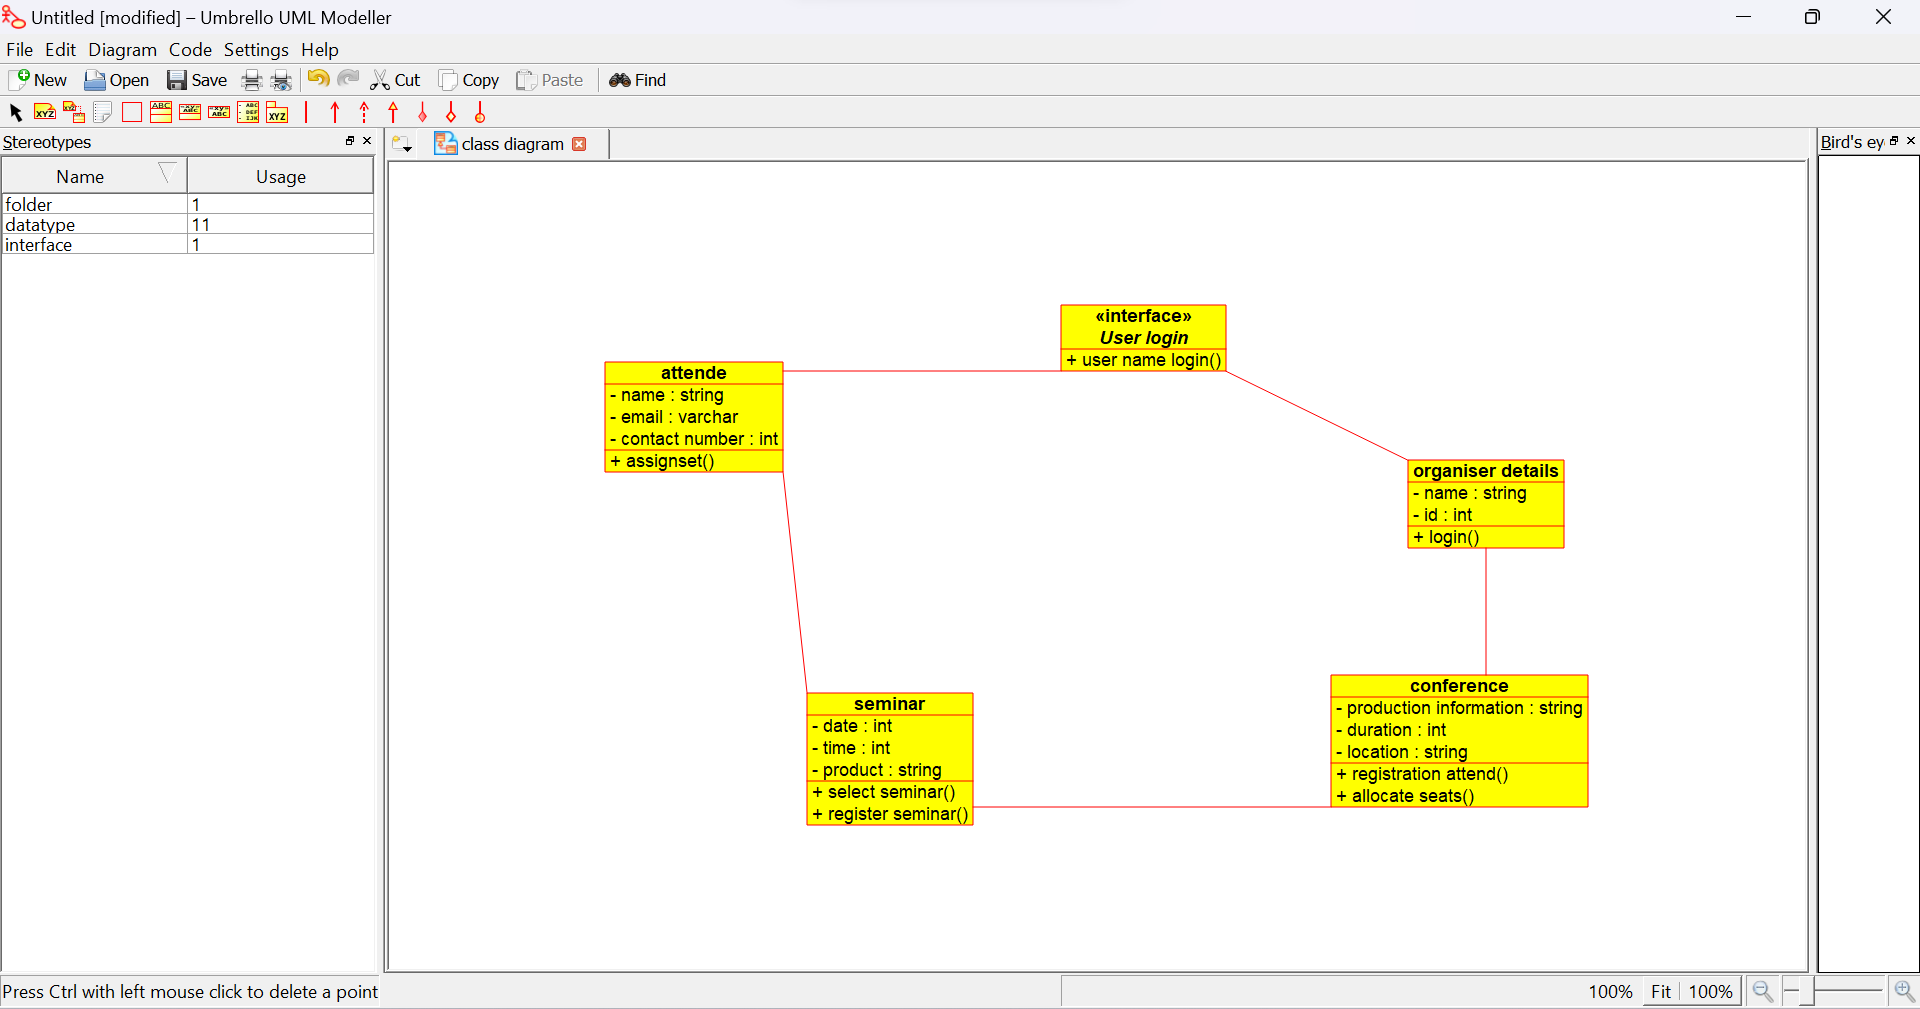 Untitled [modified] – Umbrello UML Modeller
File Edit Diagram Code Settings Help
New Open Save Cut Copy Paste Find
Stereotypes
class diagram
Bird's ey
Name Usage
folder 1
datatype 11
interface 1
«interface»
User login
+ user name login()
attende
- name : string
- email : varchar
- contact number : int
+ assignset()
organiser details
- name : string
- id : int
+ login()
seminar
- date : int
- time : int
- product : string
+ select seminar()
+ register seminar()
conference
- production information : string
- duration : int
- location : string
+ registration attend()
+ allocate seats()
Press Ctrl with left mouse click to delete a point
100% Fit 100%